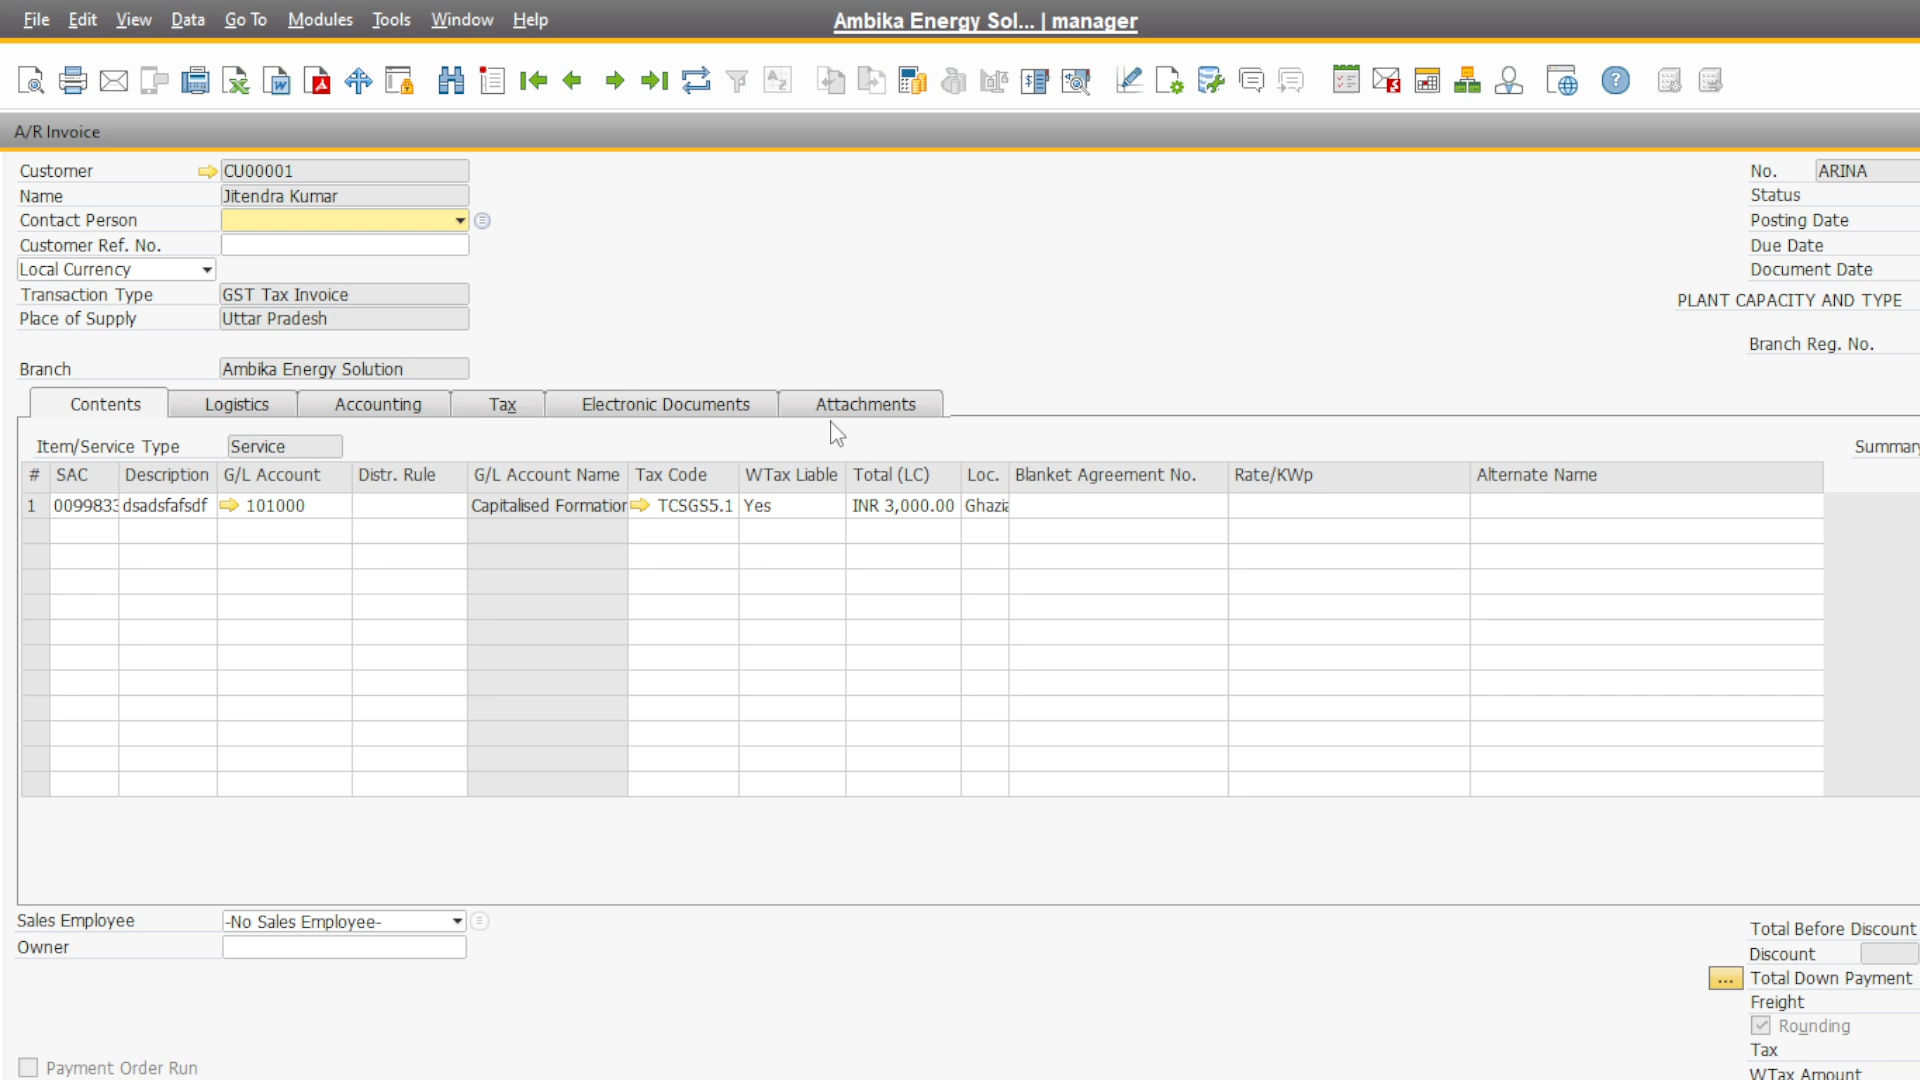 File Edit View Data Go To Modules Tools Window Help
Ambika Energy Sol... | manager
A/R Invoice
Customer CU00001
Name Jitendra Kumar
Contact Person
Customer Ref. No.
Local Currency
Transaction Type GST Tax Invoice
Place of Supply Uttar Pradesh
Branch Ambika Energy Solution
No. ARINA
Status
Posting Date
Due Date
Document Date
PLANT CAPACITY AND TYPE
Branch Reg. No.
Contents Logistics Accounting Tax Electronic Documents Attachments
Item/Service Type Service
Summary
# SAC Description G/L Account Distr. Rule G/L Account Name Tax Code WTax Liable Total (LC) Loc. Blanket Agreement No. Rate/KWp Alternate Name
1 0099833 dsadsfafsdf 101000 Capitalised Formation TCSGS5.1 Yes INR 3,000.00 Ghazia
Sales Employee -No Sales Employee-
Owner
Payment Order Run
Total Before Discount
Discount
... Total Down Payment
Freight
Rounding
Tax
WTax Amount